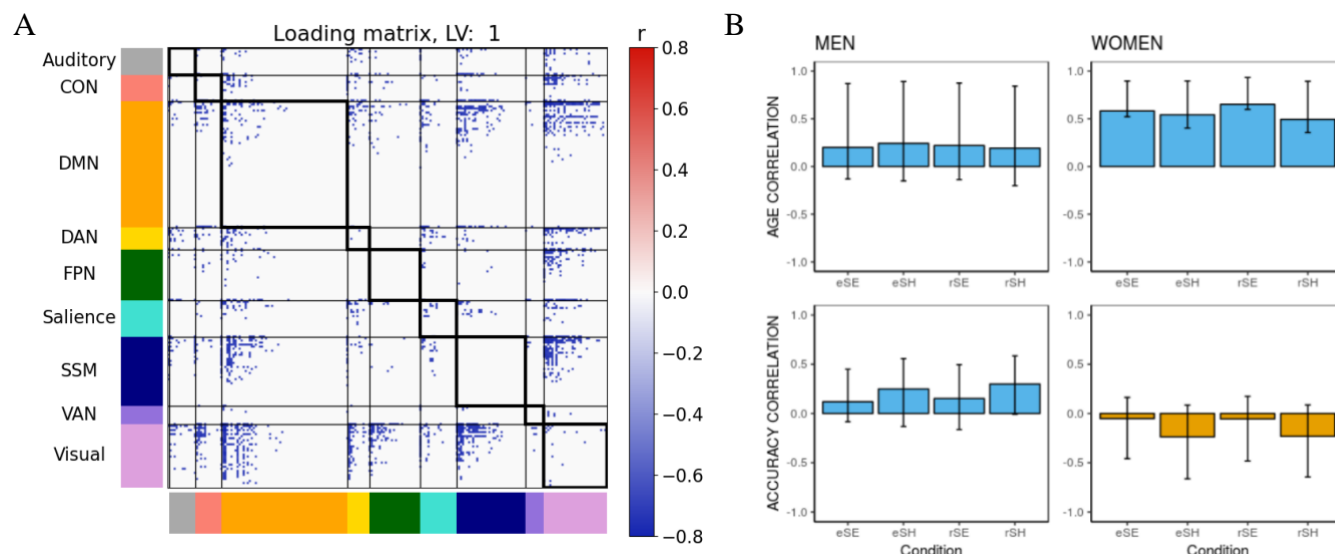 A
Loading matrix, LV: 1
r
Auditory
CON
DMN
DAN
FPN
Salience
SSM
VAN
Visual
0.8
0.6
0.4
0.2
0.0
−0.2
−0.4
−0.6
−0.8
B
MEN
WOMEN
AGE CORRELATION
1.0
0.5
0.0
-0.5
-1.0
1.0
0.5
0.0
-0.5
-1.0
eSE eSH rSE rSH
eSE eSH rSE rSH
ACCURACY CORRELATION
1.0
0.5
0.0
-0.5
-1.0
1.0
0.5
0.0
-0.5
-1.0
eSE eSH rSE rSH
eSE eSH rSE rSH
Condition
Condition